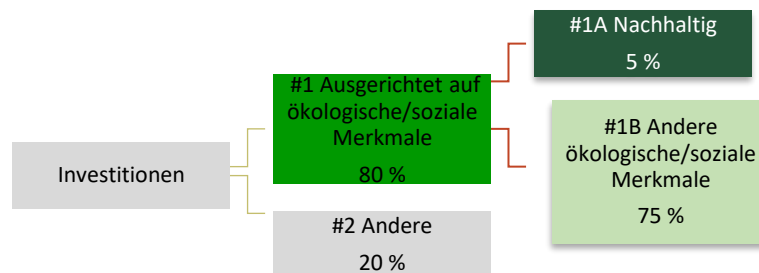 Investitionen
#1 Ausgerichtet auf
ökologische/soziale
Merkmale
80 %
#2 Andere
20 %
#1A Nachhaltig
5 %
#1B Andere
ökologische/soziale
Merkmale
75 %